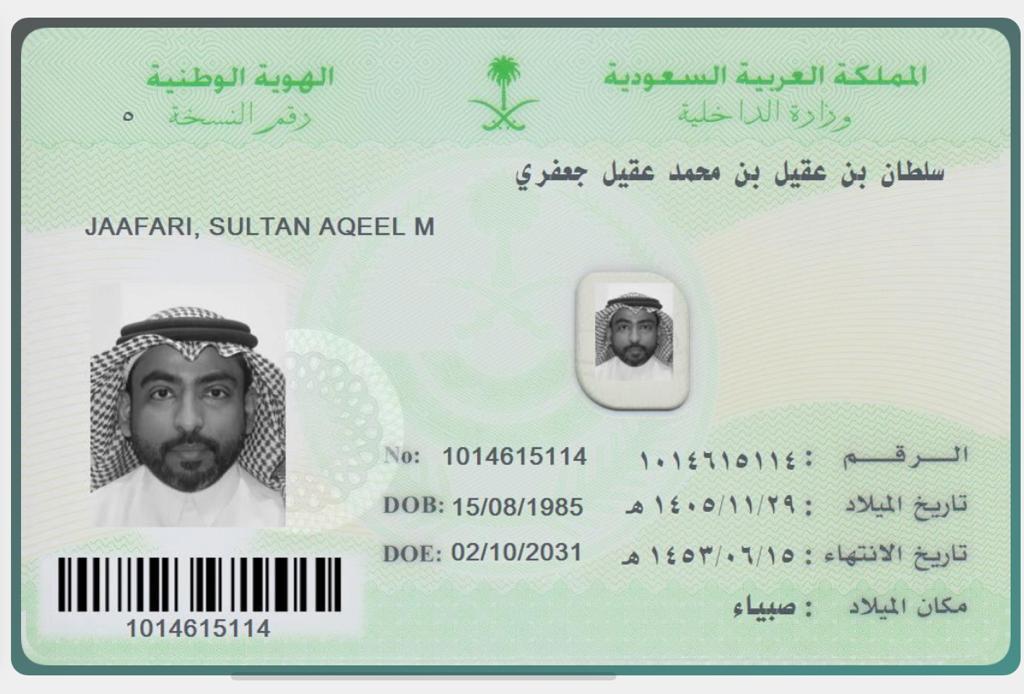 المملكة العربية السعودية
وزارة الداخلية
الهوية الوطنية
رقم النسخة ٥
سلطان بن عقيل بن محمد عقيل جعفري
JAAFARI, SULTAN AQEEL M
الرقم : ١٠١٤٦١٥١١٤
No: 1014615114
تاريخ الميلاد : ١٤٠٥/١١/٢٩ هـ
DOB: 15/08/1985
تاريخ الانتهاء : ١٤٥٣/٠٦/١٥ هـ
DOE: 02/10/2031
مكان الميلاد : صبياء
1014615114